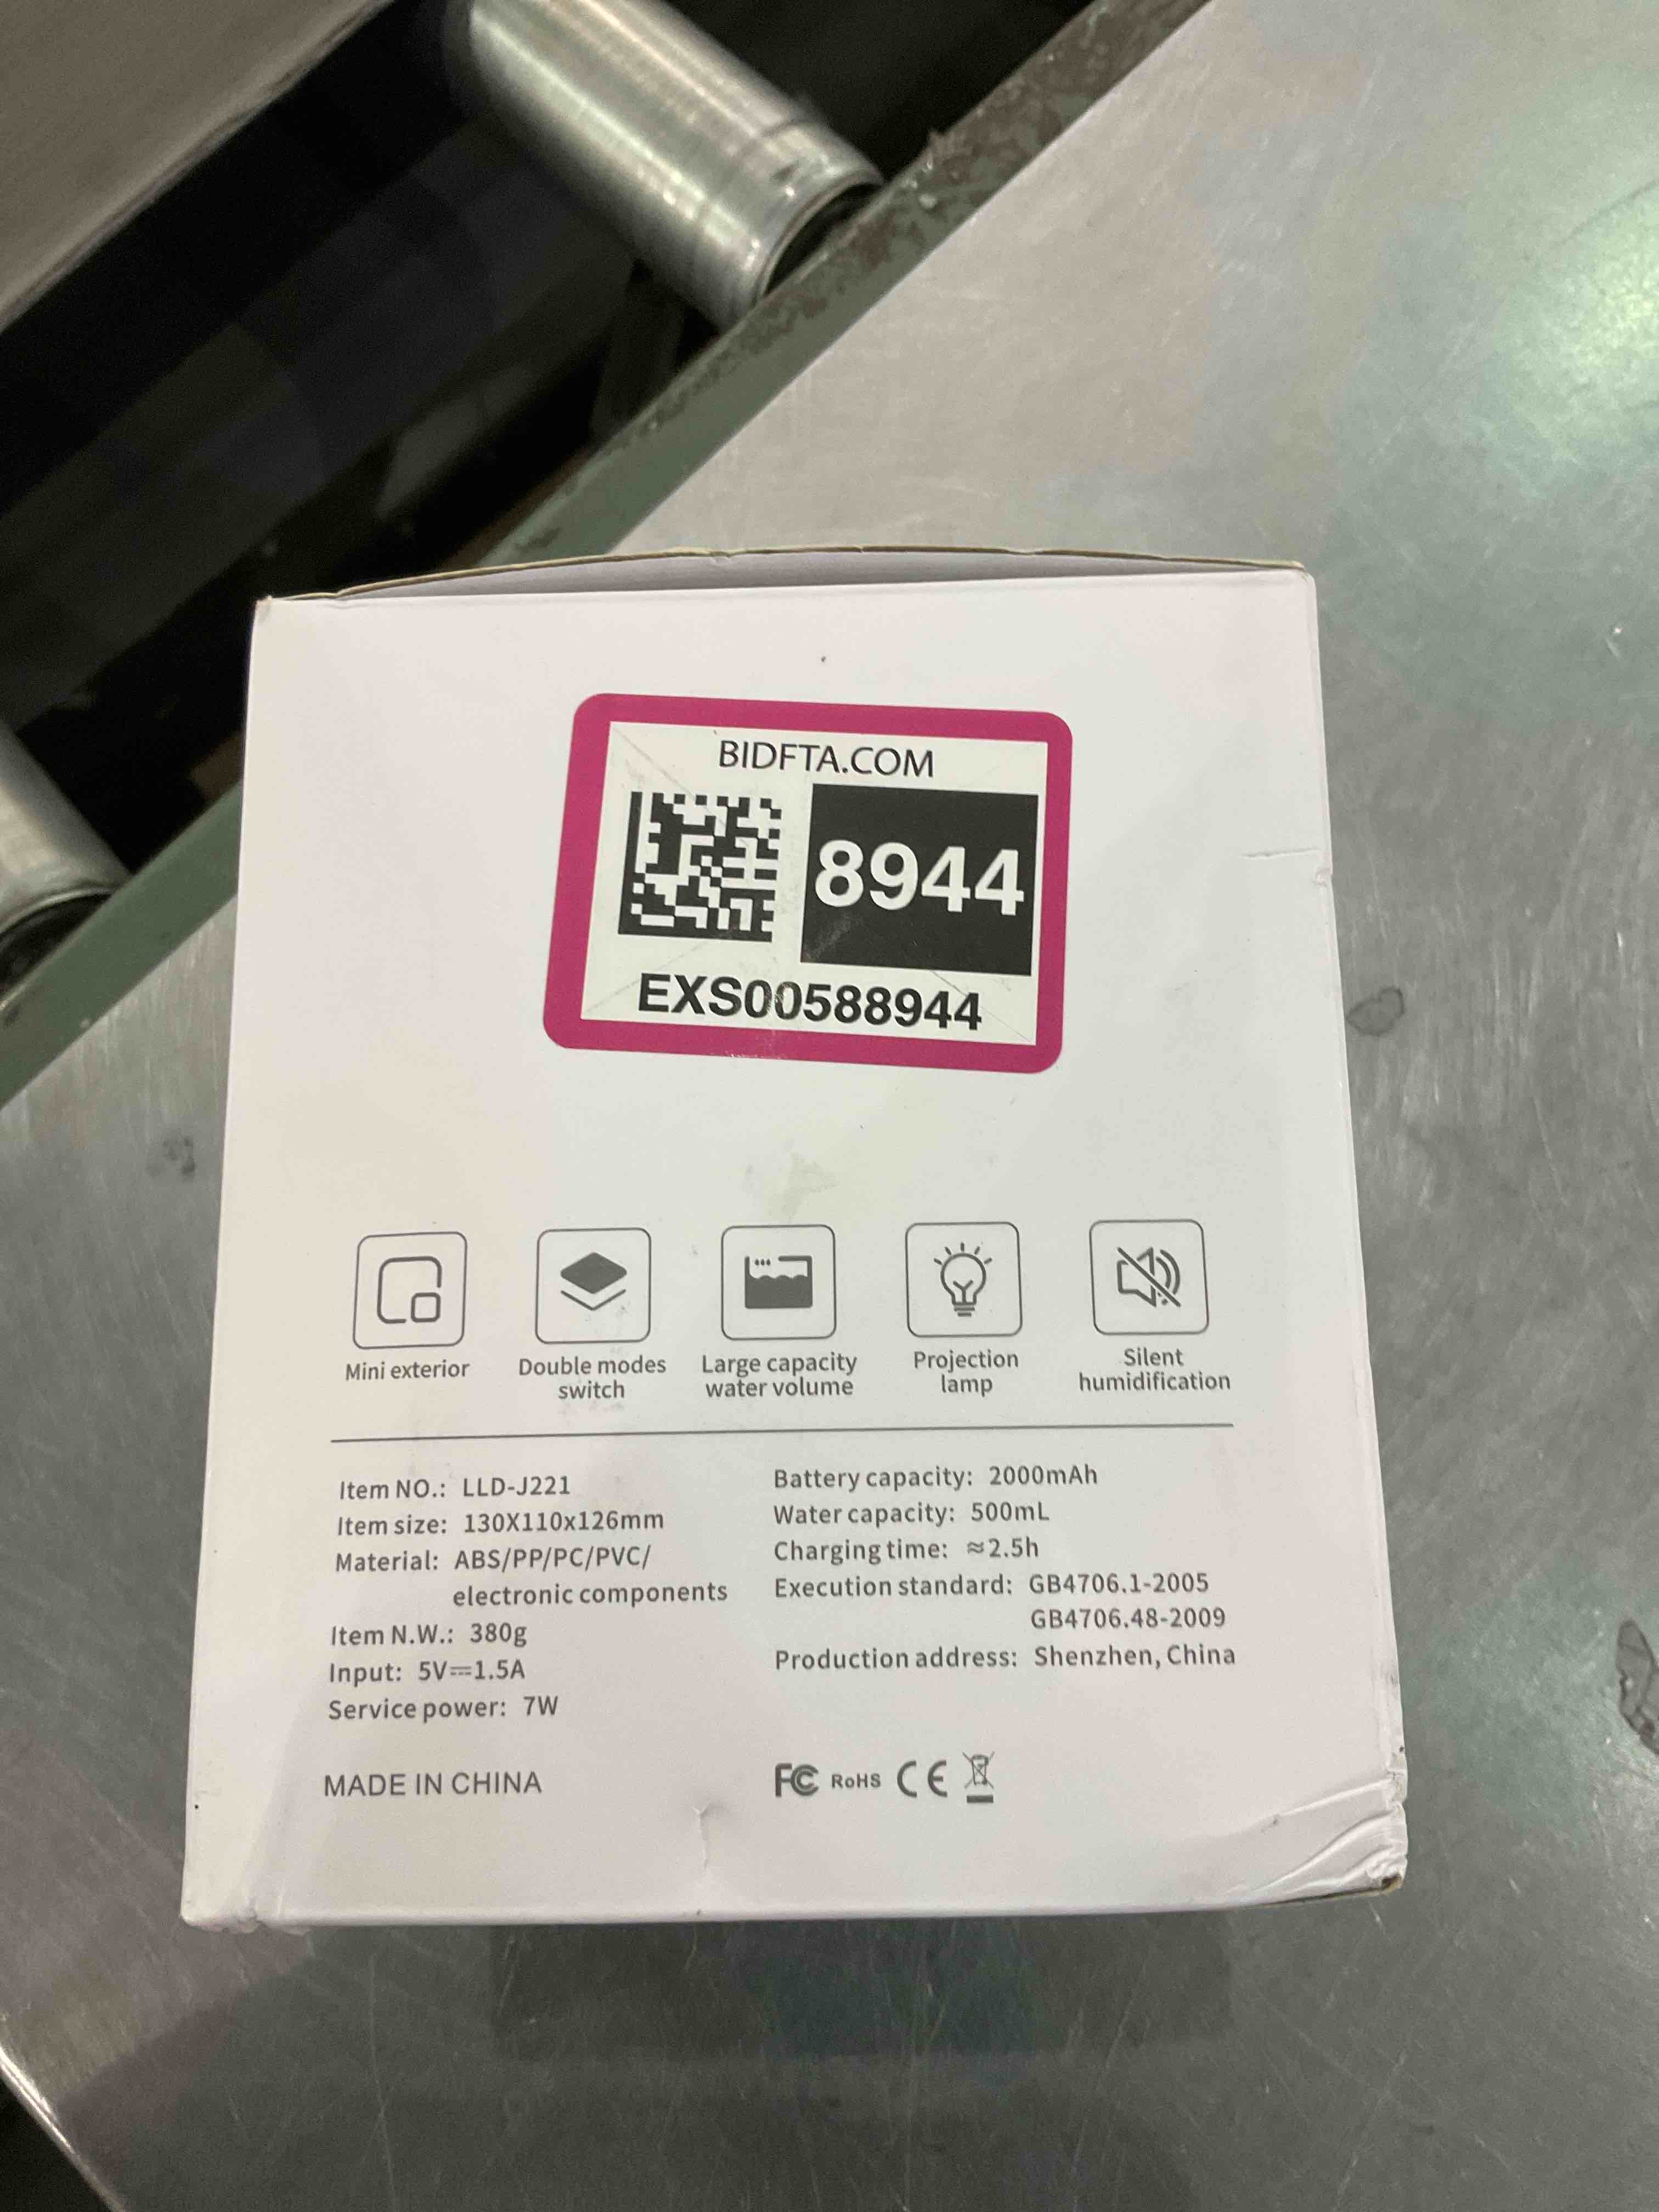 BIDFTA.COM
8944
EXS00588944
Mini exterior
Double modes
switch
Large capacity
water volume
Projection
lamp
Silent
humidification
Item NO.: LLD-J221
Item size: 130X110x126mm
Material: ABS/PP/PC/PVC/
electronic components
Item N.W.: 380g
Input: 5V⎓1.5A
Service power: 7W
MADE IN CHINA
Battery capacity: 2000mAh
Water capacity: 500mL
Charging time: ≈2.5h
Execution standard: GB4706.1-2005
GB4706.48-2009
Production address: Shenzhen, China
FC RoHS CE